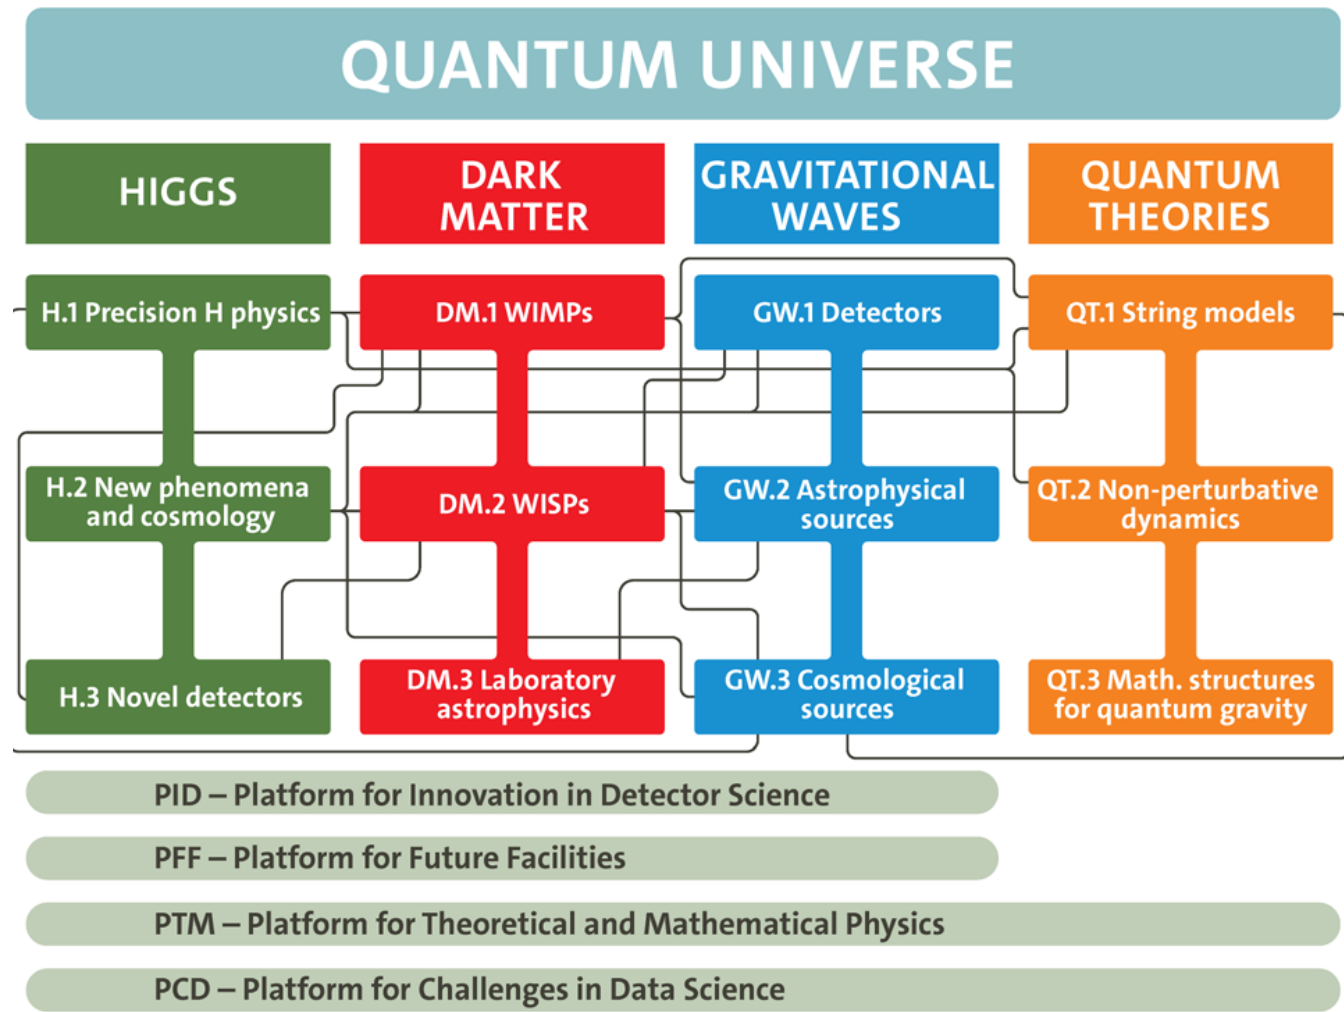 QUANTUM UNIVERSE
HIGGS
DARK
MATTER
GRAVITATIONAL
WAVES
QUANTUM
THEORIES
H.1 Precision H physics
DM.1 WIMPs
GW.1 Detectors
QT.1 String models
H.2 New phenomena
and cosmology
DM.2 WISPs
GW.2 Astrophysical
sources
QT.2 Non-perturbative
dynamics
H.3 Novel detectors
DM.3 Laboratory
astrophysics
GW.3 Cosmological
sources
QT.3 Math. structures
for quantum gravity
PID – Platform for Innovation in Detector Science
PFF – Platform for Future Facilities
PTM – Platform for Theoretical and Mathematical Physics
PCD – Platform for Challenges in Data Science